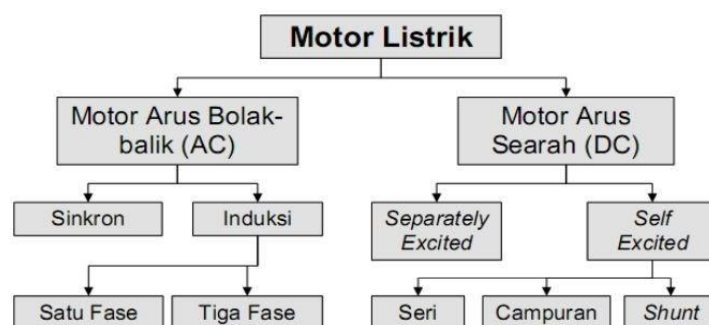 Motor Listrik
Motor Arus Bolak-
balik (AC)
Motor Arus
Searah (DC)
Sinkron
Induksi
Separately
Excited
Self
Excited
Satu Fase
Tiga Fase
Seri
Campuran
Shunt